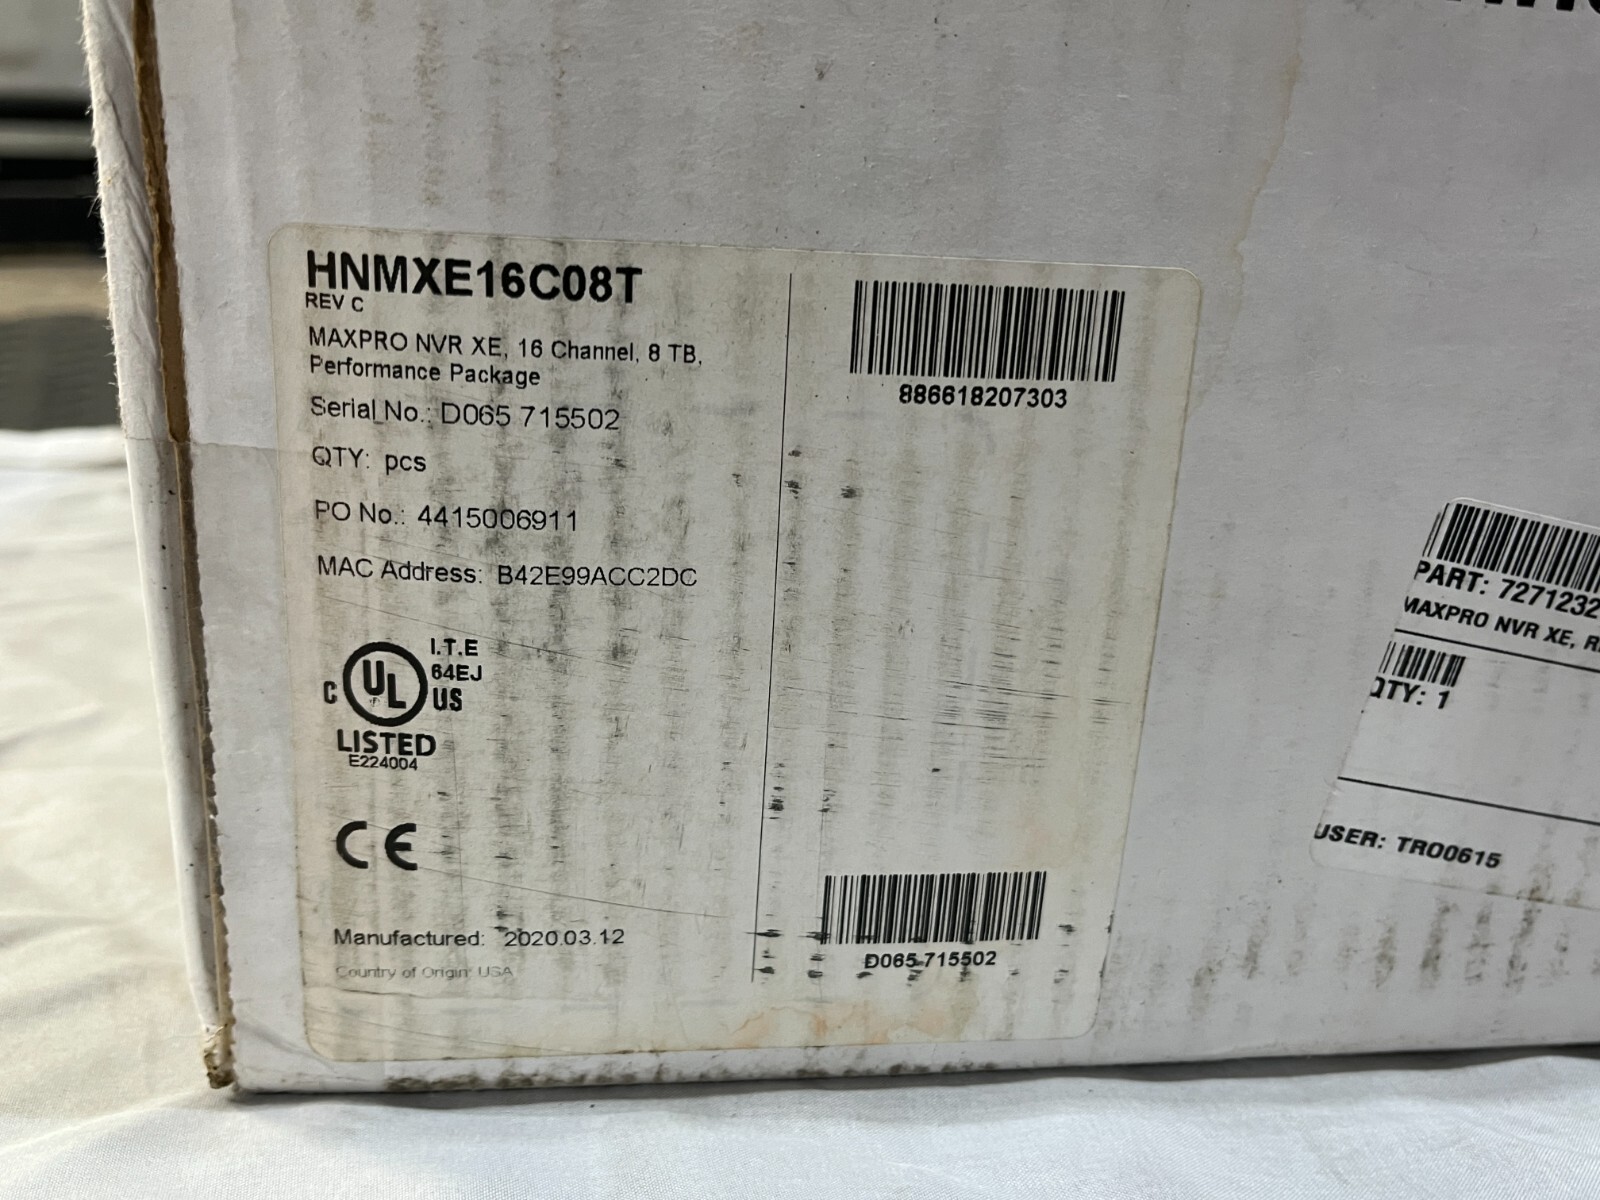 HNMXE16C08T
REV C
MAXPRO NVR XE, 16 Channel, 8 TB,
Performance Package
Serial No.: D065 715502
QTY: pcs
PO No.: 4415006911
MAC Address: B42E99ACC2DC
I.T.E
64EJ
C UL US
LISTED
E224004
CE
Manufactured: 2020.03.12
Country of Origin: USA
886618207303
D065 715502
PART: 7271232
MAXPRO NVR XE,
QTY: 1
USER: TRO0615